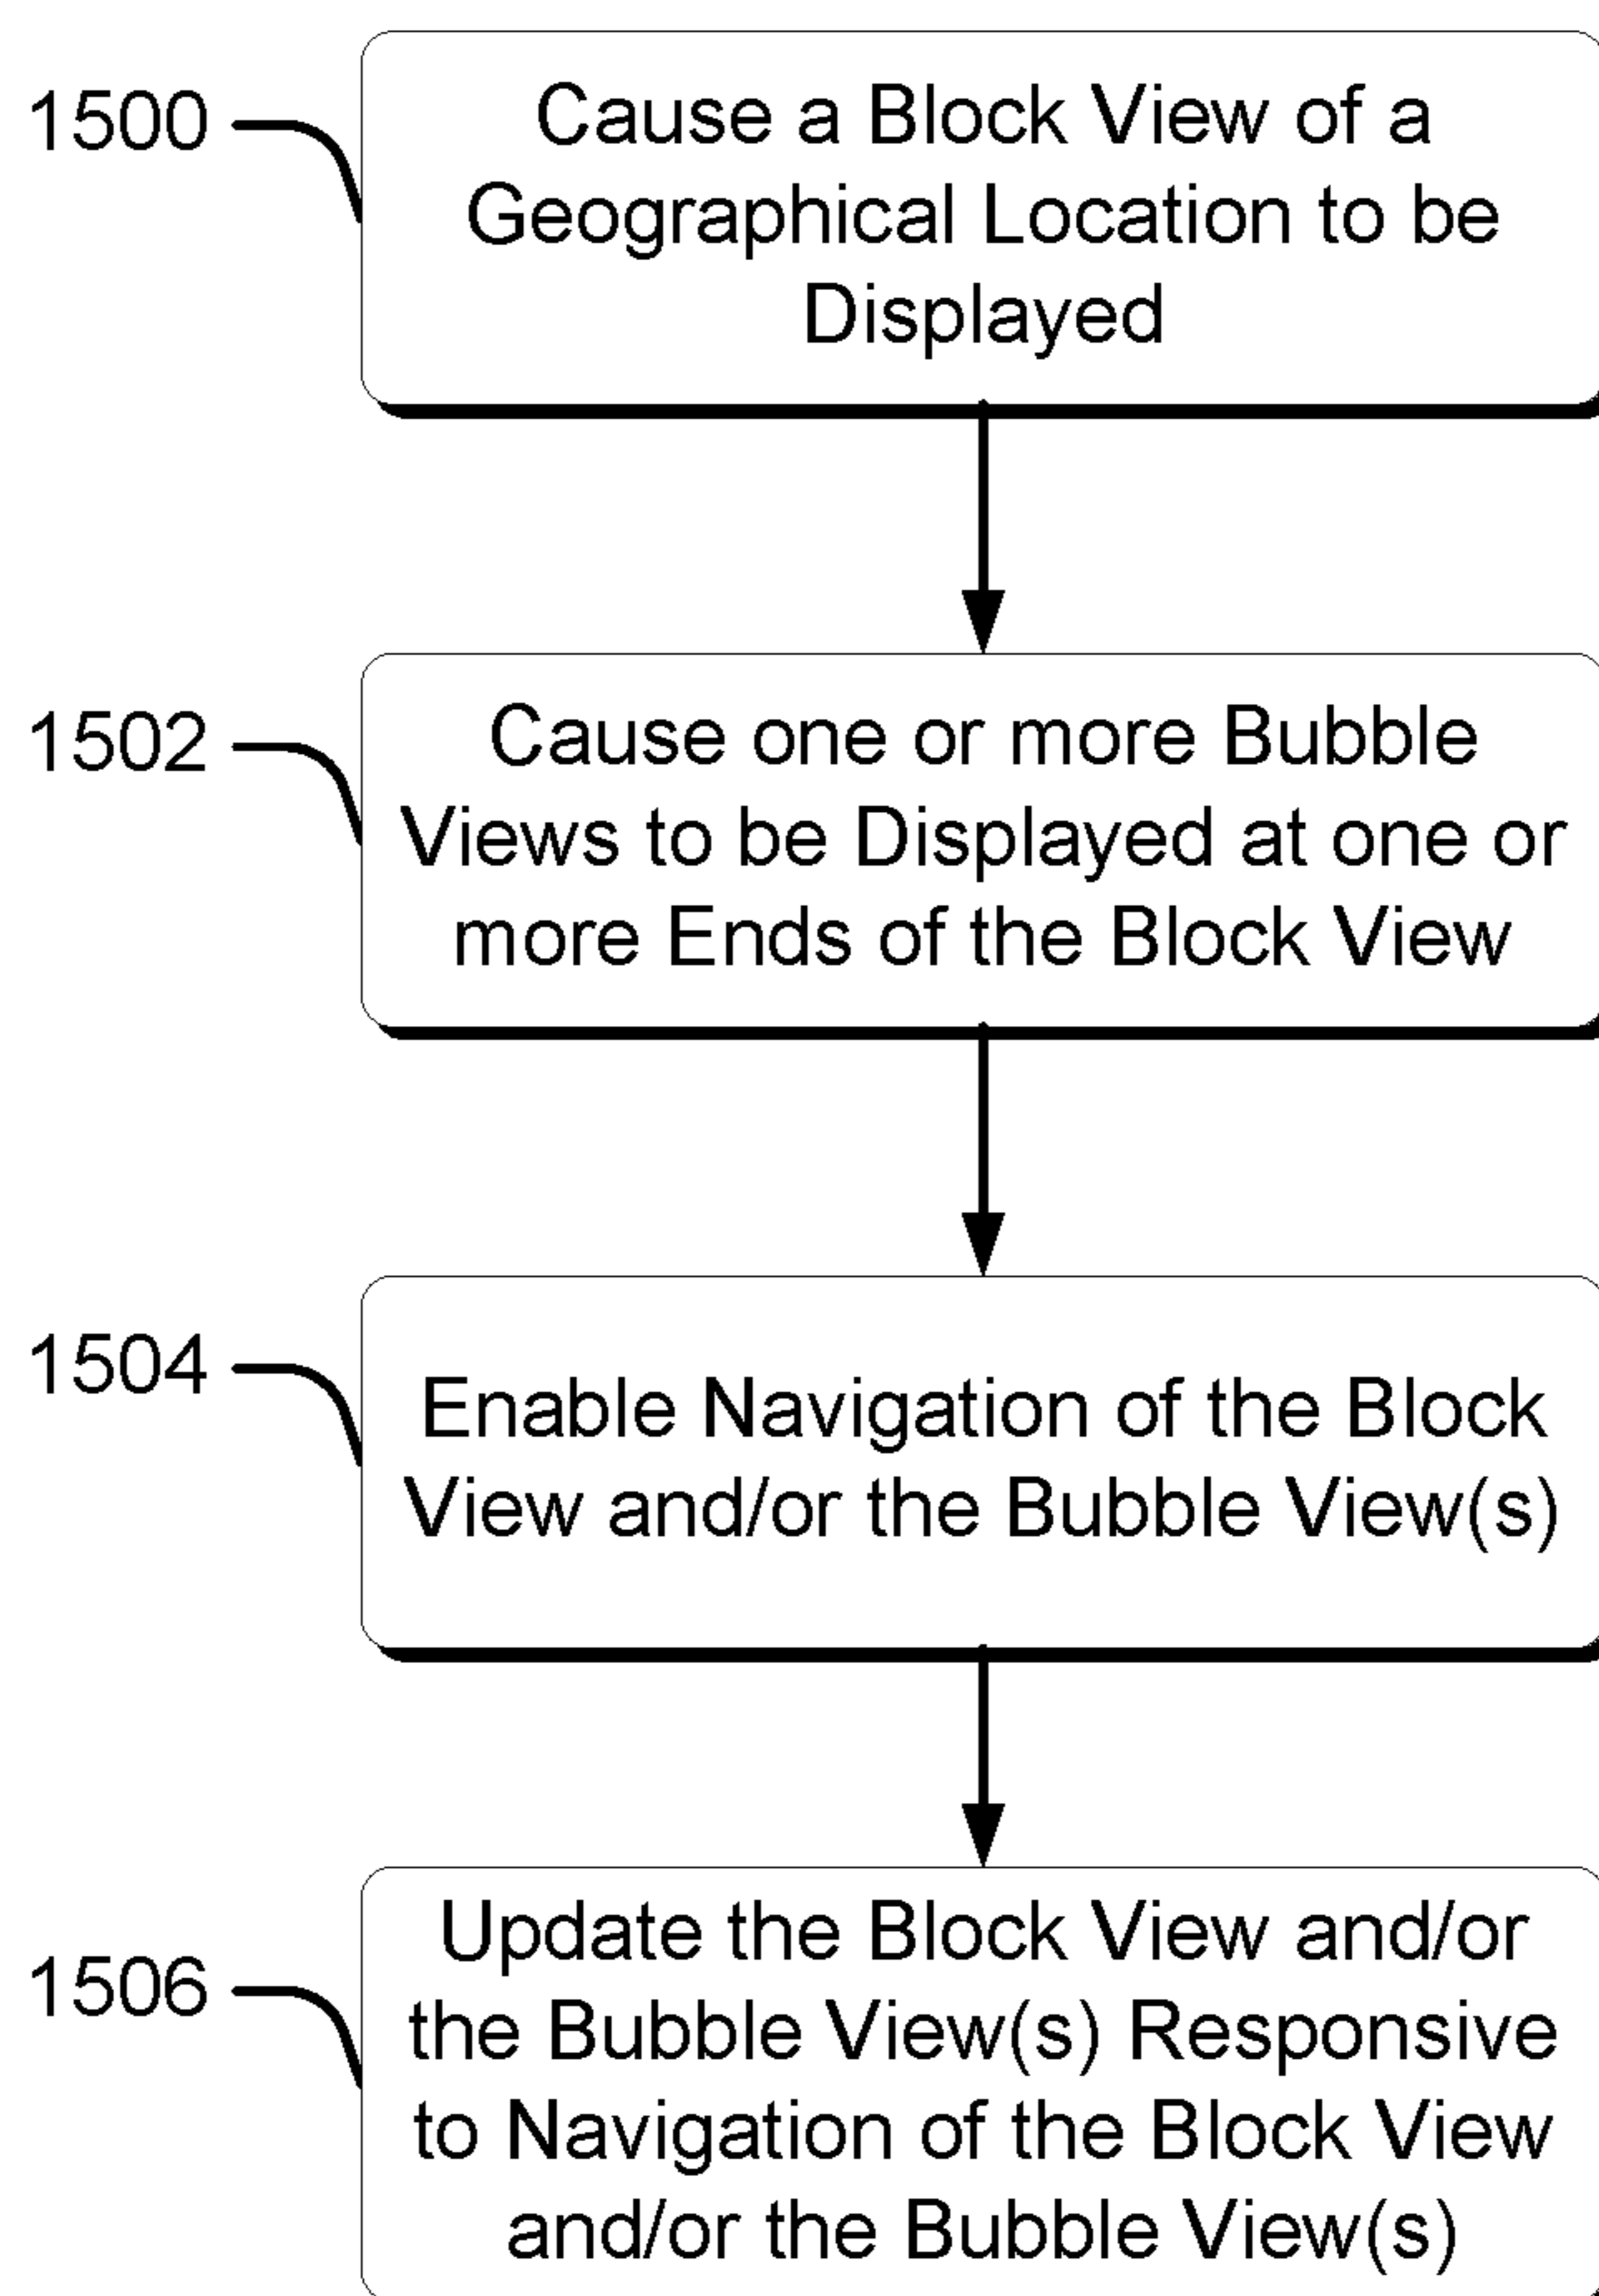 1500
Cause a Block View of a
Geographical Location to be
Displayed
1502
Cause one or more Bubble
Views to be Displayed at one or
more Ends of the Block View
1504
Enable Navigation of the Block
View and/or the Bubble View(s)
1506
Update the Block View and/or
the Bubble View(s) Responsive
to Navigation of the Block View
and/or the Bubble View(s)